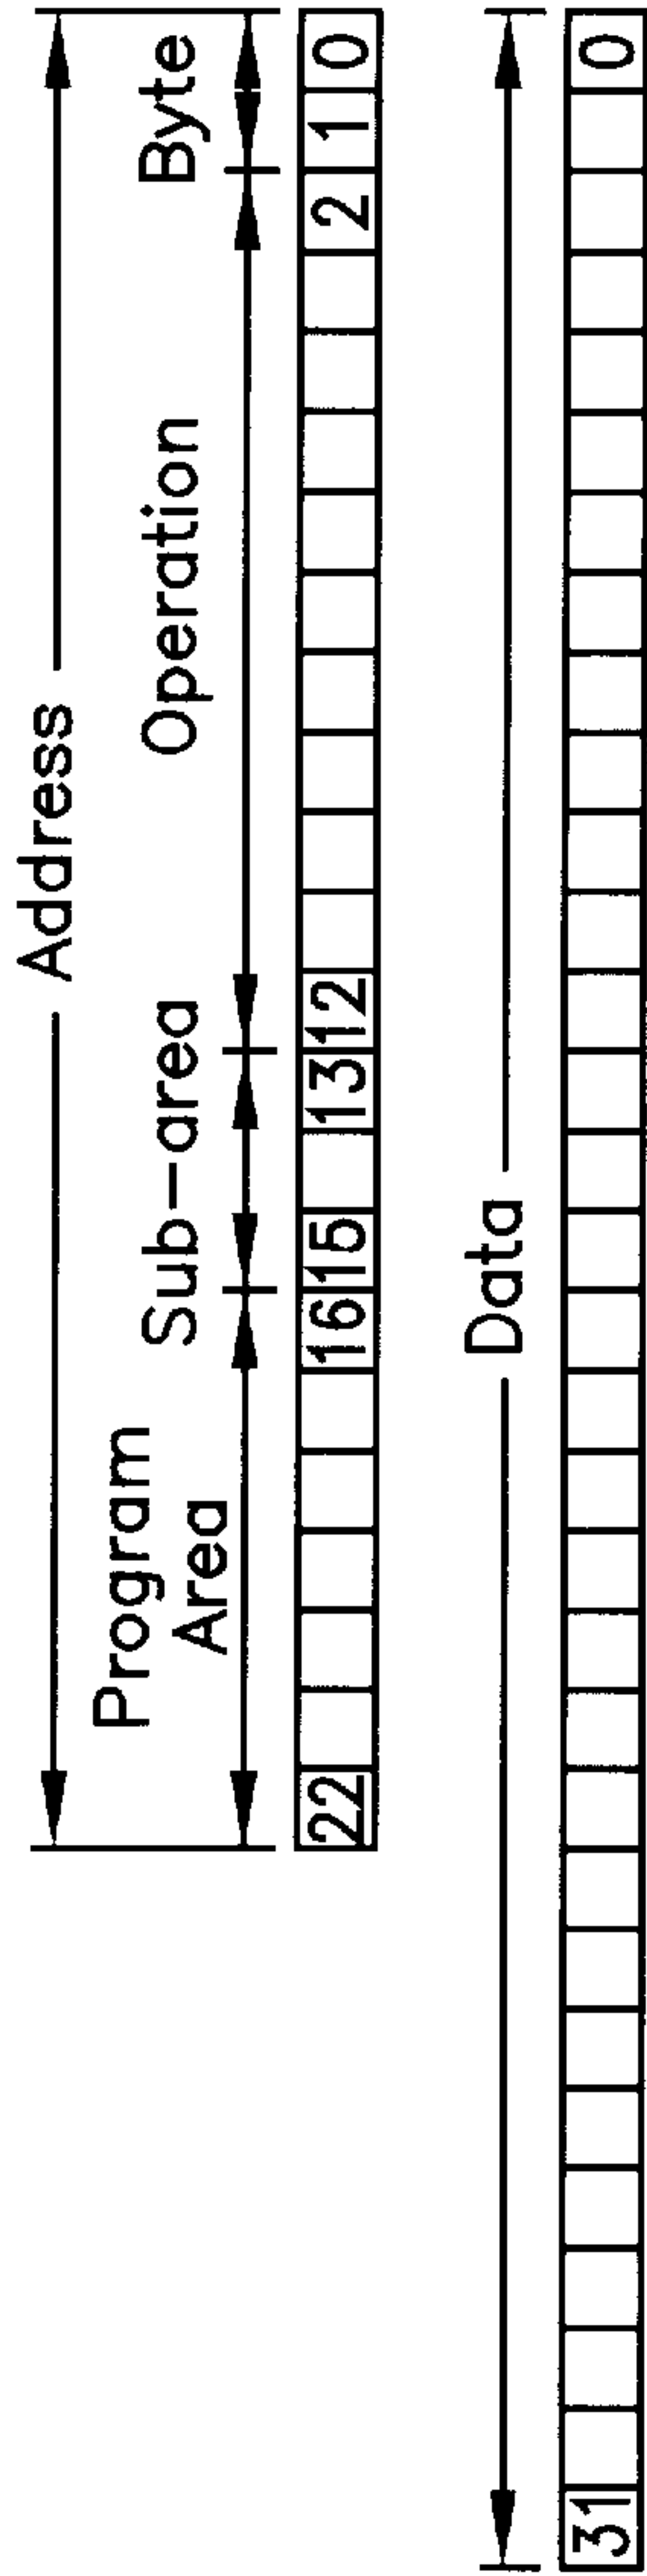 Address
Program
Area
Sub-area
Operation
Byte
22 16 15 13 12 2 1 0
Data
31 0